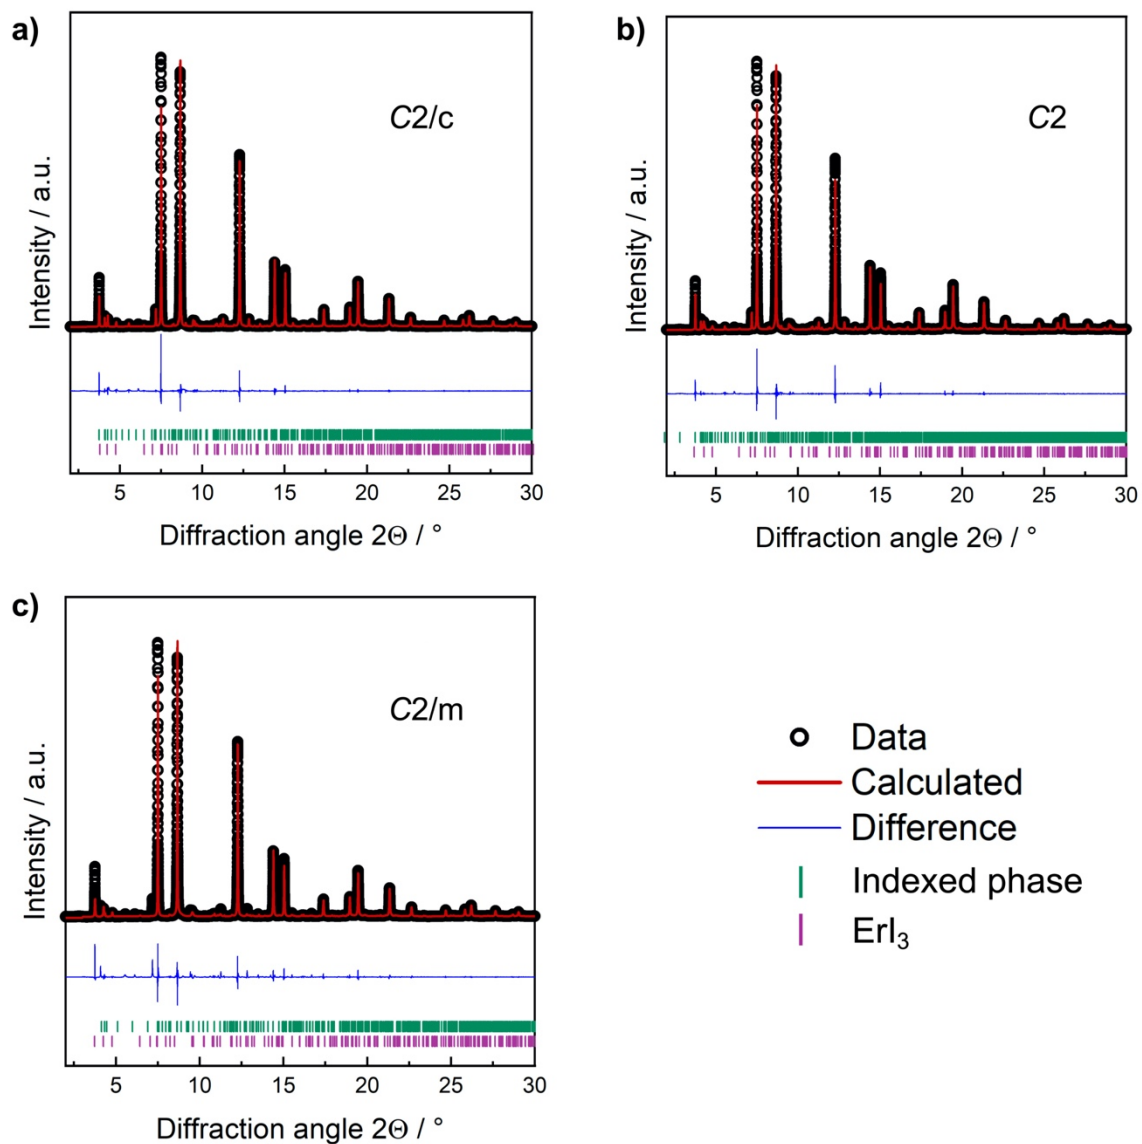 a)
C2/c
Intensity / a.u.
5 10 15 20 25 30
Diffraction angle 2Θ / °
b)
C2
Intensity / a.u.
5 10 15 20 25 30
Diffraction angle 2Θ / °
c)
C2/m
Intensity / a.u.
5 10 15 20 25 30
Diffraction angle 2Θ / °
Data
Calculated
Difference
Indexed phase
ErI₃